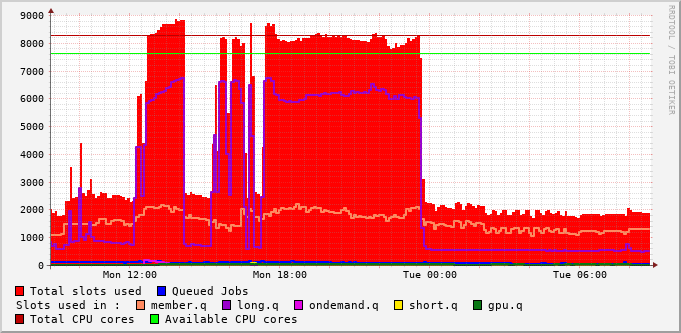 9000
8000
7000
6000
5000
4000
3000
2000
1000
0
Mon 12:00 Mon 18:00 Tue 00:00 Tue 06:00
RRDTOOL / TOBI OETIKER
Total slots used Queued Jobs
Slots used in : member.q long.q ondemand.q short.q gpu.q
Total CPU cores Available CPU cores